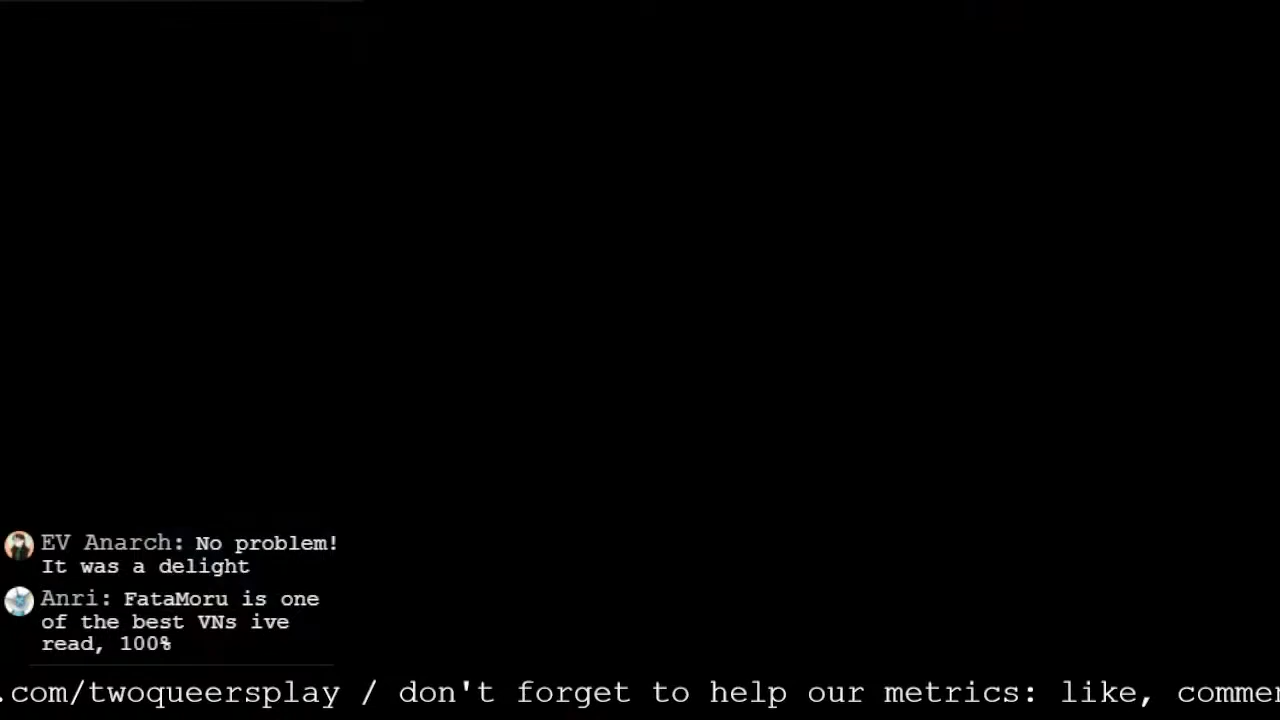 EV Anarch: No problem!
It was a delight
Anri: FataMoru is one
of the best VNs ive
read, 100%
.com/twoqueersplay / don't forget to help our metrics: like, comme